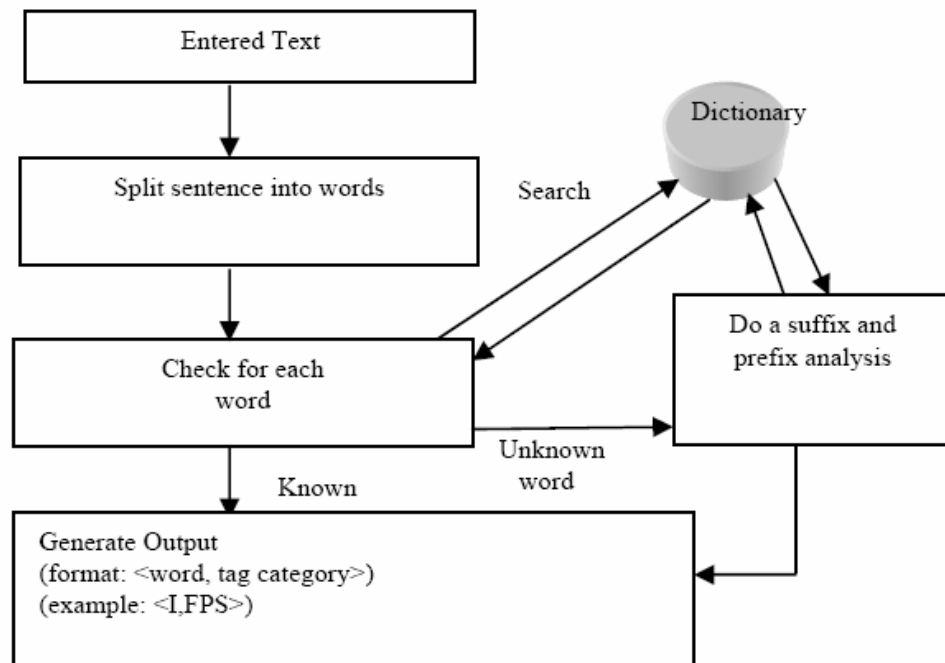 Entered Text
Dictionary
Split sentence into words
Search
Do a suffix and
prefix analysis
Check for each
word
Unknown
word
Known
Generate Output
(format: <word, tag category>)
(example: <I,FPS>)